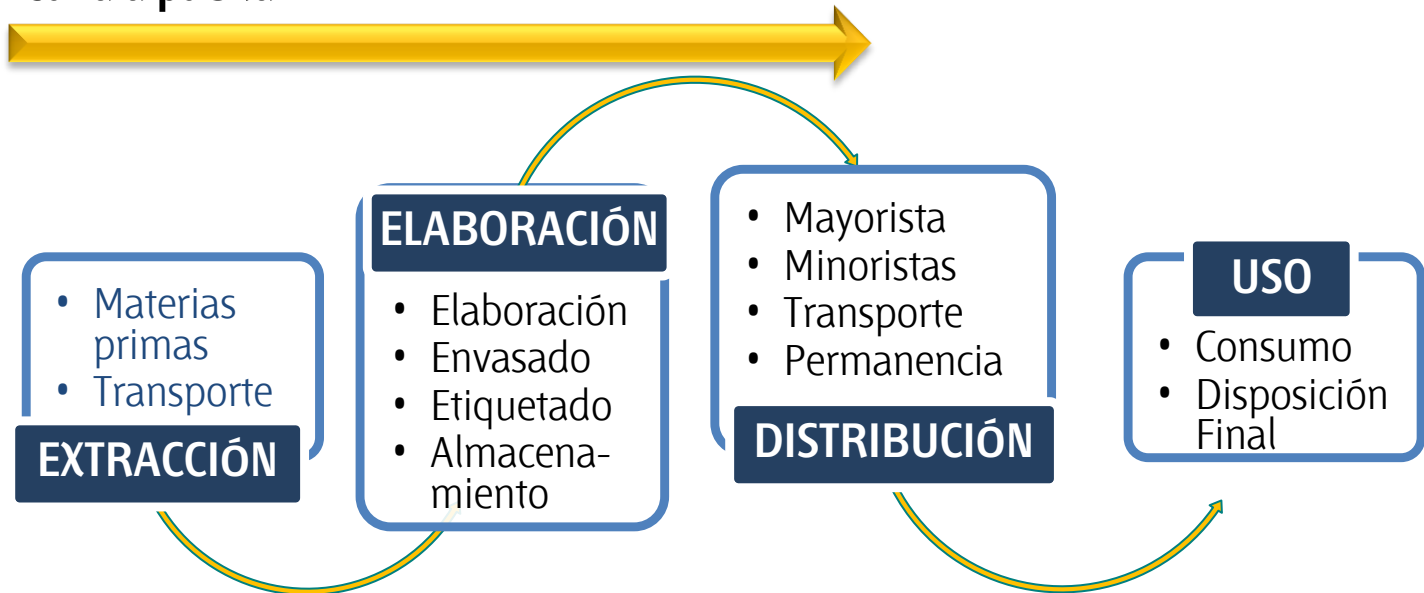 • Materias
primas
• Transporte
EXTRACCIÓN
ELABORACIÓN
• Elaboración
• Envasado
• Etiquetado
• Almacena-
miento
• Mayorista
• Minoristas
• Transporte
• Permanencia
DISTRIBUCIÓN
USO
• Consumo
• Disposición
Final